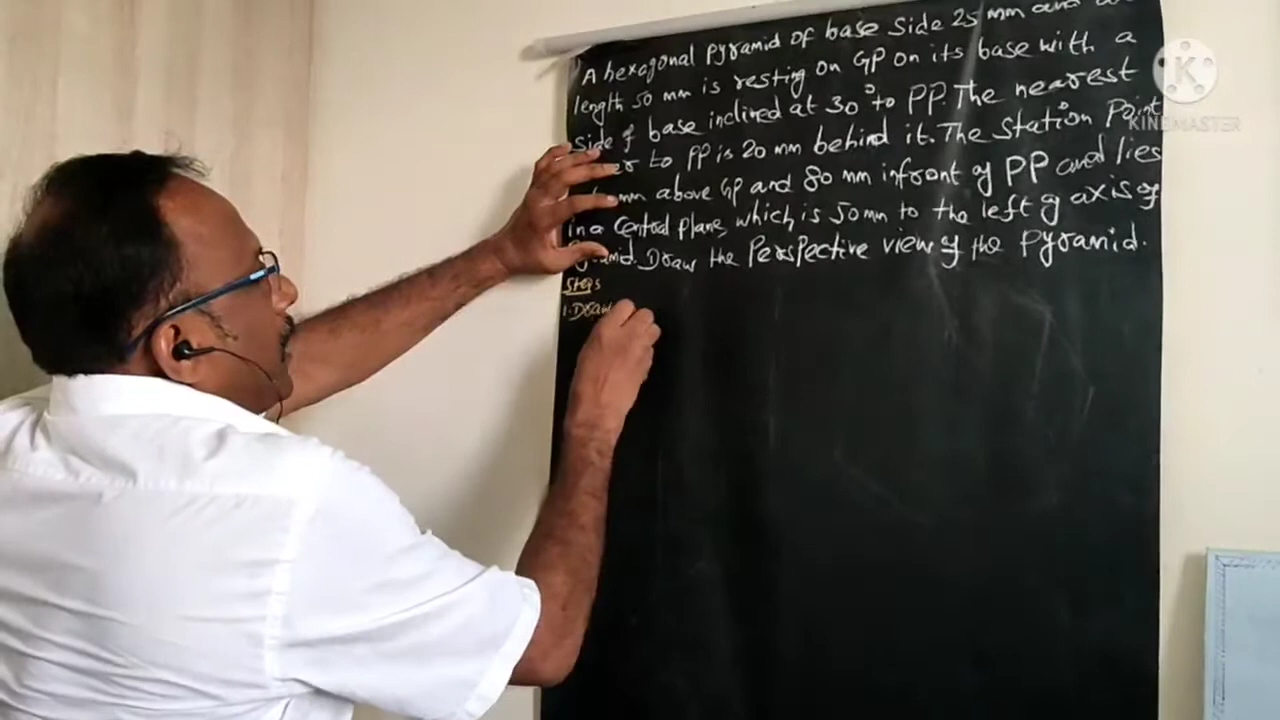 A hexagonal pyramid of base side 25 mm and
length 50 mm is resting on GP on its base with a
side of base inclined at 30° to PP. The nearest
to PP is 20 mm behind it. The Station Point
mm above GP and 80 mm infront of PP and lies
in a Central plane, which is 50 mm to the left of axis of
Draw the Perspective view of the Pyramid.
Steps
1. Draw
K
KINEMASTER